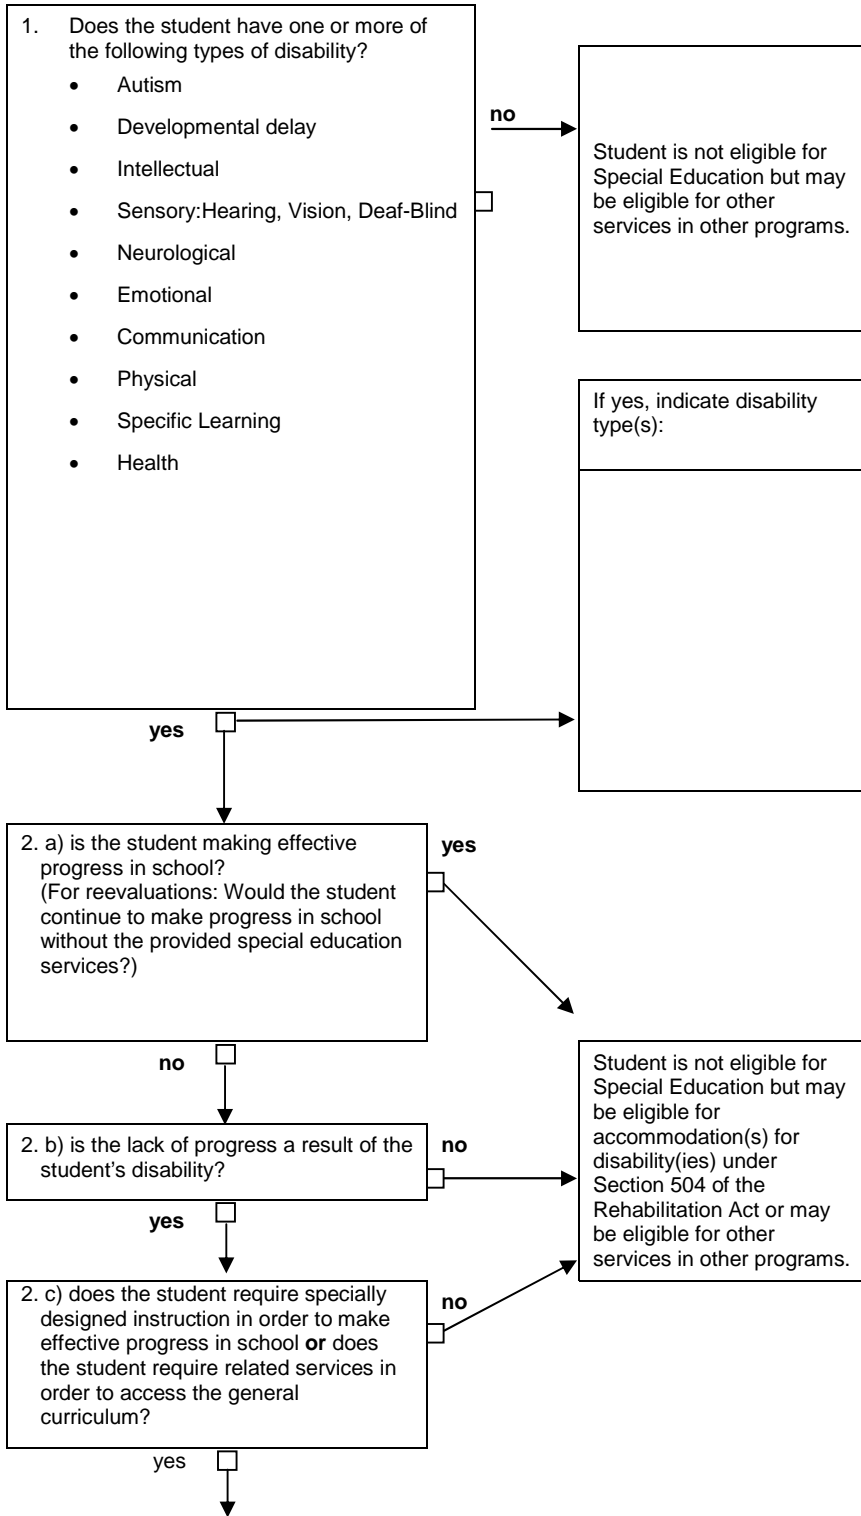 1. Does the student have one or more of
the following types of disability?
• Autism
• Developmental delay
• Intellectual
• Sensory:Hearing, Vision, Deaf-Blind
• Neurological
• Emotional
• Communication
• Physical
• Specific Learning
• Health
no
Student is not eligible for
Special Education but may
be eligible for other
services in other programs.
yes
If yes, indicate disability
type(s):
2. a) is the student making effective
progress in school?
(For reevaluations: Would the student
continue to make progress in school
without the provided special education
services?)
yes
no
2. b) is the lack of progress a result of the
student’s disability?
no
yes
Student is not eligible for
Special Education but may
be eligible for
accommodation(s) for
disability(ies) under
Section 504 of the
Rehabilitation Act or may
be eligible for other
services in other programs.
2. c) does the student require specially
designed instruction in order to make
effective progress in school or does
the student require related services in
order to access the general
curriculum?
no
yes